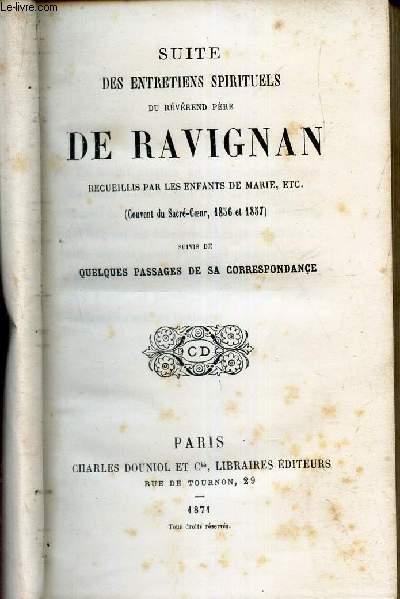 SUITE
DES ENTRETIENS SPIRITUELS
DU RÉVÉREND PÈRE
DE RAVIGNAN
RECUEILLIS PAR LES ENFANTS DE MARIE, ETC.
(Couvent du Sacré-Cœur, 1856 et 1857)
SUIVIS DE
QUELQUES PASSAGES DE SA CORRESPONDANCE
CD
PARIS
CHARLES DOUNIOL ET Cie, LIBRAIRES ÉDITEURS
RUE DE TOURNON, 29
1871
Tous droits réservés.
le-livre